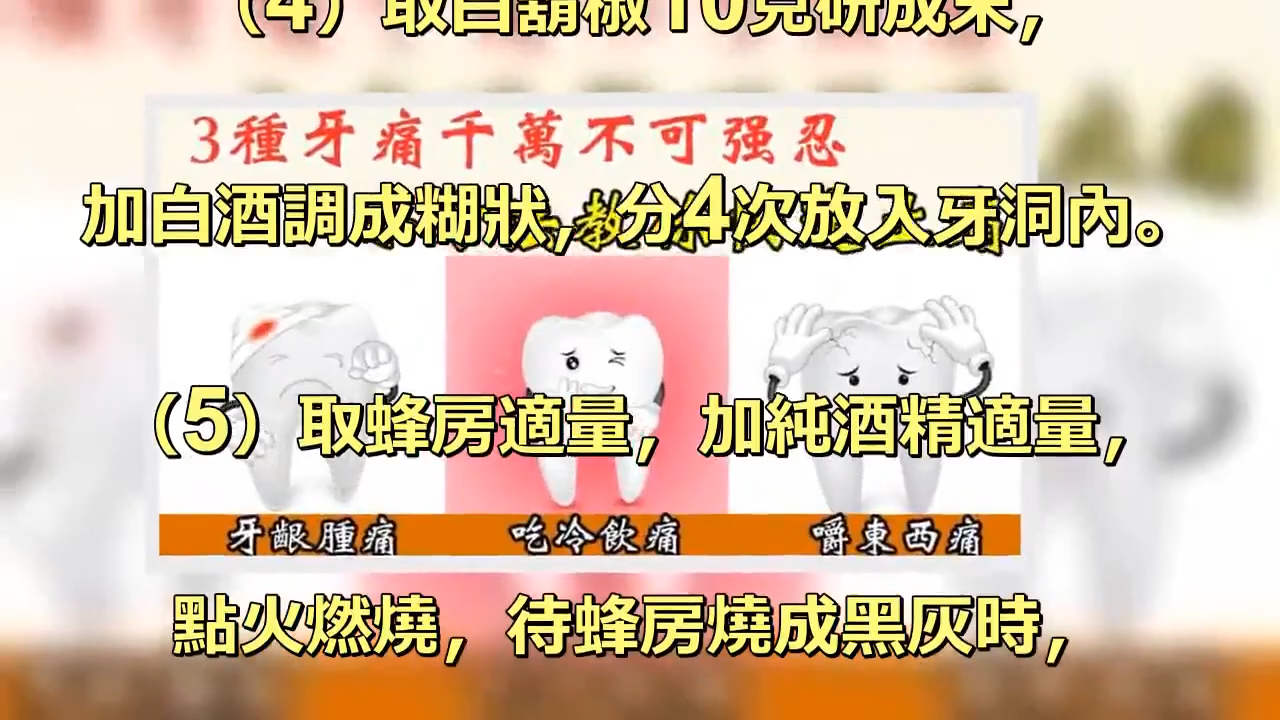 （4）取白胡椒10克研成末，
3種牙痛千萬不可强忍
加白酒調成糊狀，分4次放入牙洞內。
教
（5）取蜂房適量，加純酒精適量，
牙齦腫痛
吃冷飲痛
嚼東西痛
點火燃燒，待蜂房燒成黑灰時，